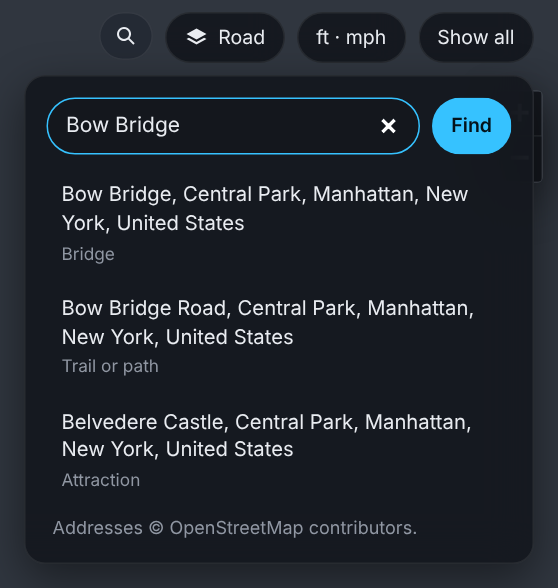 Road
ft · mph
Show all
Bow Bridge
Find
Bow Bridge, Central Park, Manhattan, New
York, United States
Bridge
Bow Bridge Road, Central Park, Manhattan,
New York, United States
Trail or path
Belvedere Castle, Central Park, Manhattan,
New York, United States
Attraction
Addresses © OpenStreetMap contributors.